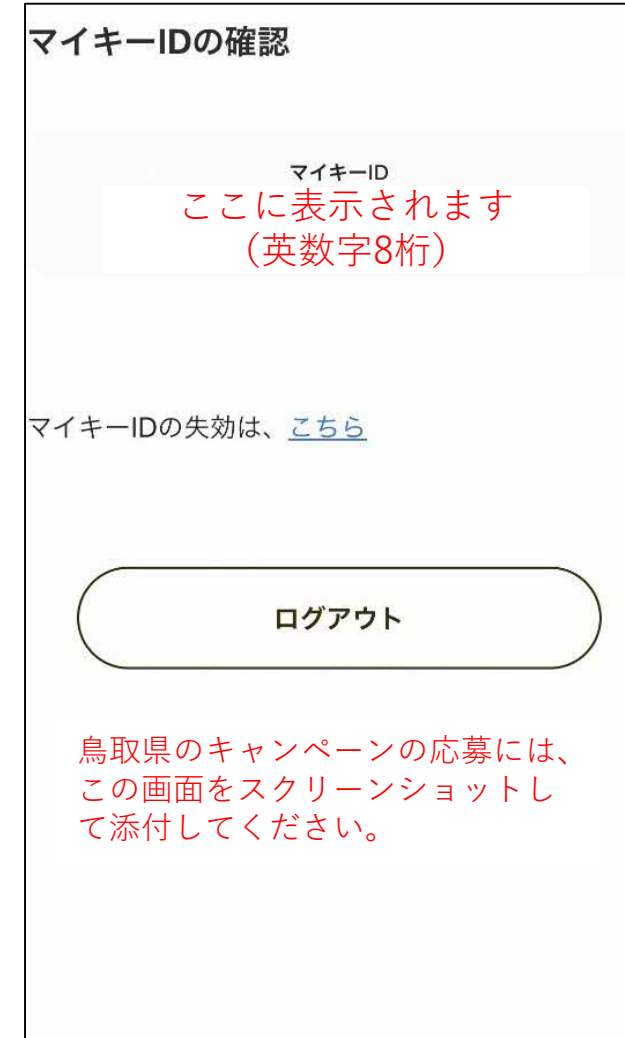 マイキーIDの確認
マイキーID
ここに表示されます
（英数字8桁）
マイキーIDの失効は、こちら
ログアウト
鳥取県のキャンペーンの応募には、
この画面をスクリーンショットし
て添付してください。